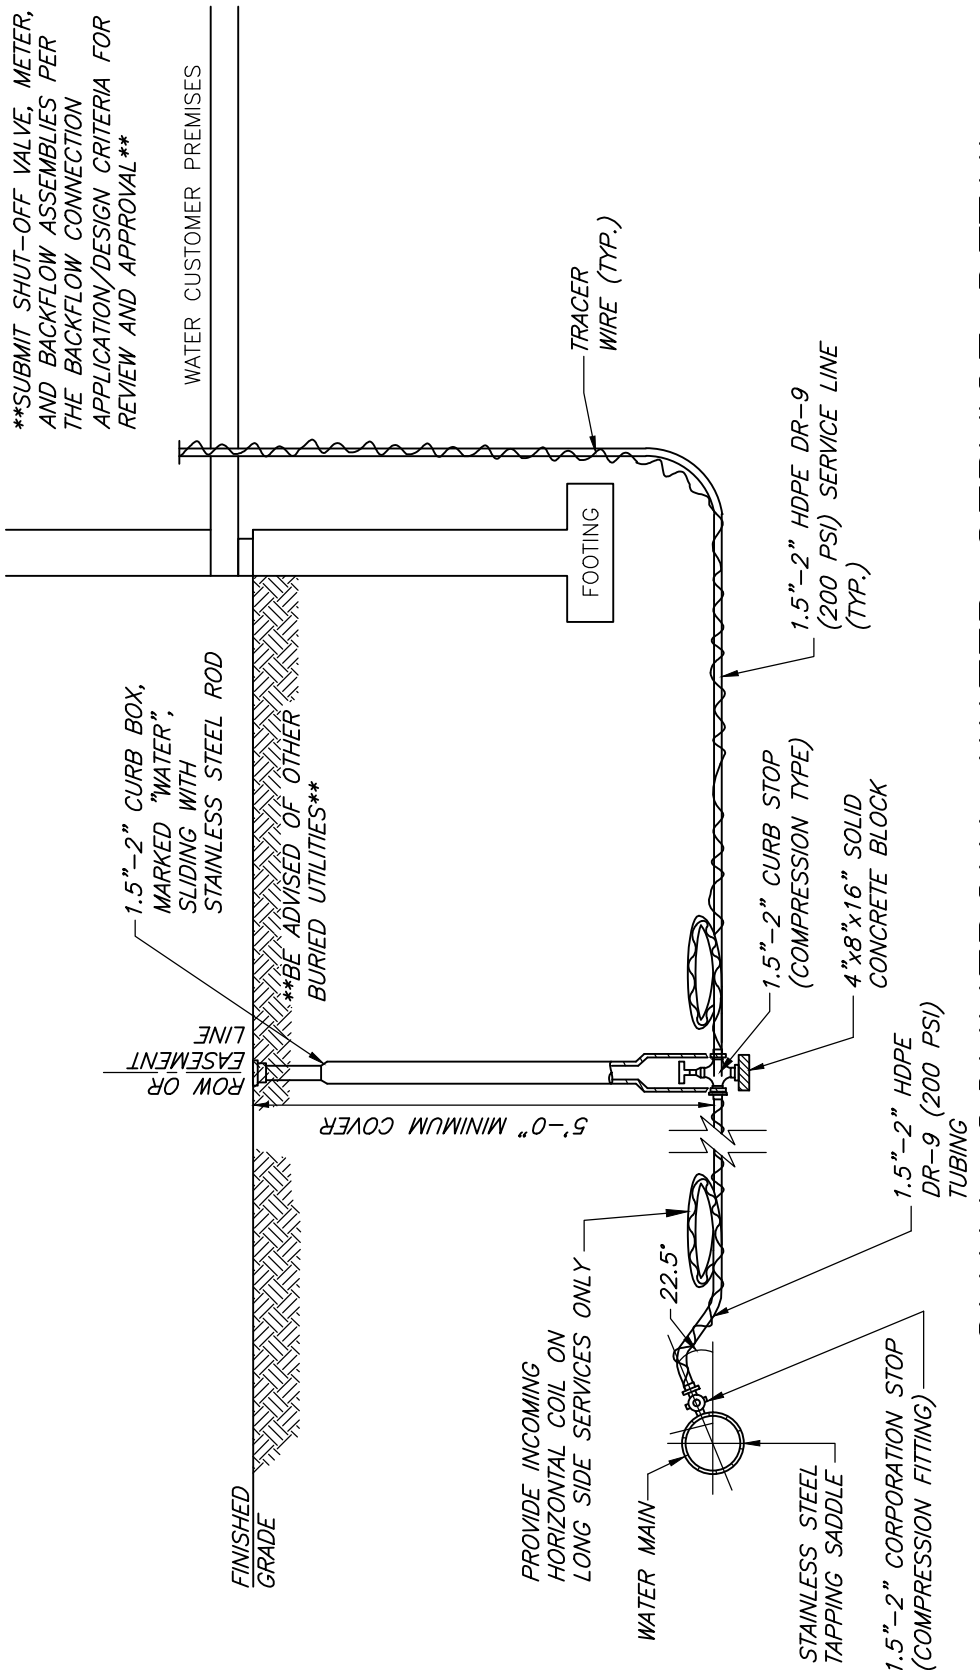 **SUBMIT SHUT-OFF VALVE, METER,
AND BACKFLOW ASSEMBLIES PER
THE BACKFLOW CONNECTION
APPLICATION/DESIGN CRITERIA FOR
REVIEW AND APPROVAL**
WATER CUSTOMER PREMISES
1.5"-2" CURB BOX,
MARKED "WATER",
SLIDING WITH
STAINLESS STEEL ROD
ROW OR
EASEMENT
LINE
FINISHED
GRADE
**BE ADVISED OF OTHER
BURIED UTILITIES**
5'-0" MINIMUM COVER
FOOTING
TRACER
WIRE (TYP.)
PROVIDE INCOMING
HORIZONTAL COIL ON
LONG SIDE SERVICES ONLY
22.5°
WATER MAIN
1.5"-2" HDPE DR-9
(200 PSI) SERVICE LINE
(TYP.)
1.5"-2" CURB STOP
(COMPRESSION TYPE)
4"x8"x16" SOLID
CONCRETE BLOCK
STAINLESS STEEL
TAPPING SADDLE
1.5"-2" HDPE
DR-9 (200 PSI)
TUBING
1.5"-2" CORPORATION STOP
(COMPRESSION FITTING)